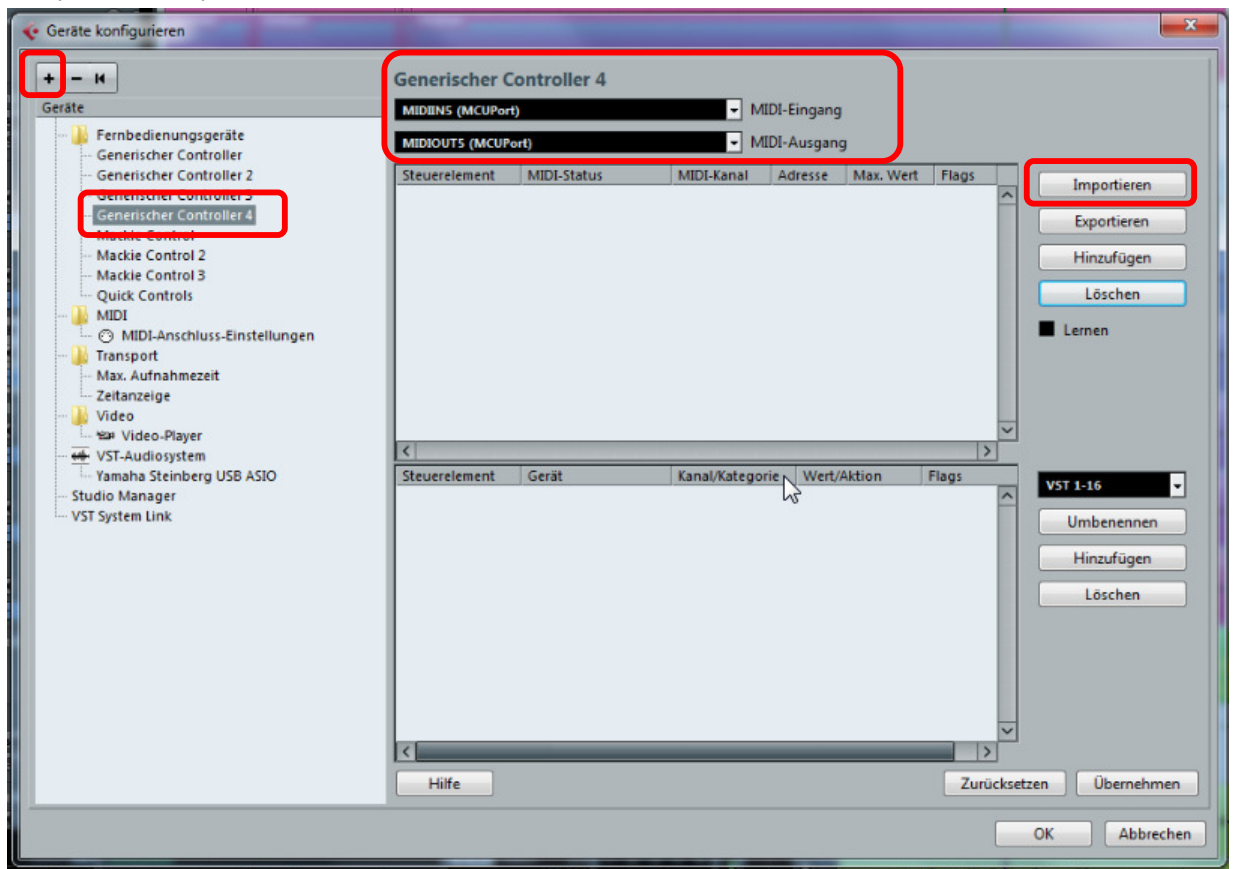 Geräte konfigurieren
+ – 
Geräte
Fernbedienungsgeräte
Generischer Controller
Generischer Controller 2
Generischer Controller 3
Generischer Controller 4
Mackie Control
Mackie Control 2
Mackie Control 3
Quick Controls
MIDI
MIDI-Anschluss-Einstellungen
Transport
Max. Aufnahmezeit
Zeitanzeige
Video
Video-Player
VST-Audiosystem
Yamaha Steinberg USB ASIO
Studio Manager
VST System Link
Generischer Controller 4
MIDIIN5 (MCUPort) MIDI-Eingang
MIDIOUT5 (MCUPort) MIDI-Ausgang
Steuerelement MIDI-Status MIDI-Kanal Adresse Max. Wert Flags
Importieren
Exportieren
Hinzufügen
Löschen
Lernen
Steuerelement Gerät Kanal/Kategorie Wert/Aktion Flags
VST 1-16
Umbenennen
Hinzufügen
Löschen
Hilfe Zurücksetzen Übernehmen
OK Abbrechen